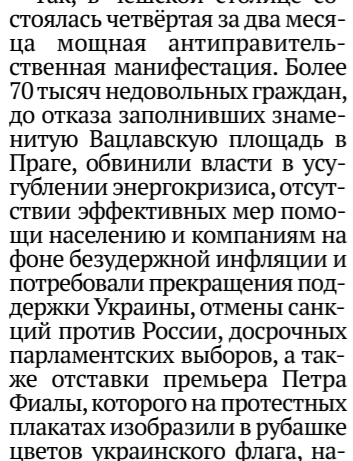 Так, в чешской столице со-
стоялась четвёртая за два меся-
ца мощная антиправитель-
ственная манифестация. Более
70 тысяч недовольных граждан,
до отказа заполнивших знаме-
нитую Вацлавскую площадь в
Праге, обвинили власти в усу-
гублении энергокризиса, отсут-
ствии эффективных мер помо-
щи населению и компаниям на
фоне безудержной инфляции и
потребовали прекращения под-
держки Украины, отмены санк-
ций против России, досрочных
парламентских выборов, а так-
же отставки премьера Петра
Фиалы, которого на протестных
плакатах изобразили в рубашке
цветов украинского флага, на-